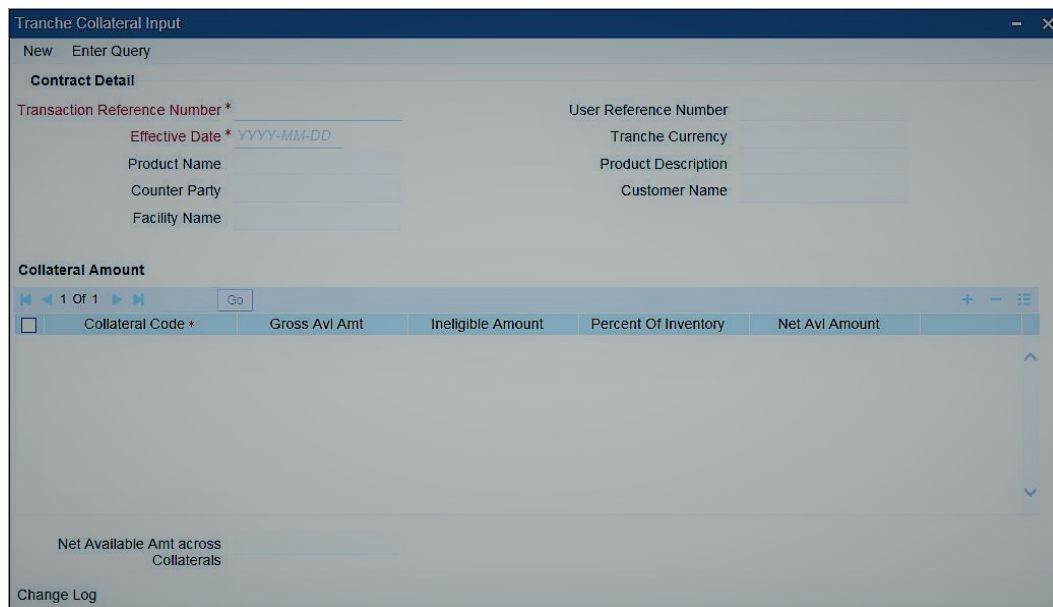 Tranche Collateral Input
New Enter Query
Contract Detail
Transaction Reference Number *
User Reference Number
Effective Date * YYYY-MM-DD
Tranche Currency
Product Name
Product Description
Counter Party
Customer Name
Facility Name
Collateral Amount
1 Of 1 Go
Collateral Code * Gross Avl Amt Ineligible Amount Percent Of Inventory Net Avl Amount
Net Available Amt across
Collaterals
Change Log